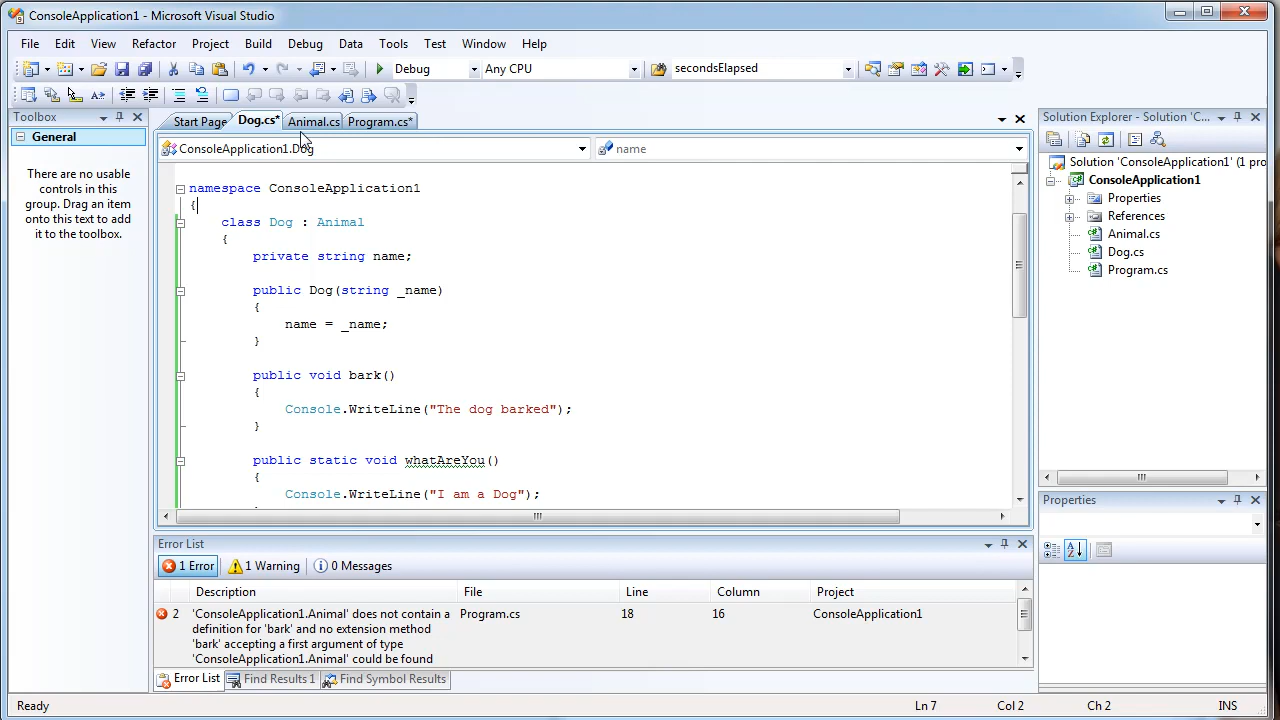 ConsoleApplication1 - Microsoft Visual Studio
File Edit View Refactor Project Build Debug Data Tools Test Window Help
Debug Any CPU secondsElapsed
Toolbox
General
There are no usable
controls in this
group. Drag an item
onto this text to add
it to the toolbox.
Start Page Dog.cs* Animal.cs Program.cs*
ConsoleApplication1.Dog name
namespace ConsoleApplication1
{
class Dog : Animal
{
private string name;
public Dog(string _name)
{
name = _name;
}
public void bark()
{
Console.WriteLine("The dog barked");
}
public static void whatAreYou()
{
Console.WriteLine("I am a Dog");
Error List
1 Error 1 Warning 0 Messages
Description File Line Column Project
2 'ConsoleApplication1.Animal' does not contain a Program.cs 18 16 ConsoleApplication1
definition for 'bark' and no extension method
'bark' accepting a first argument of type
'ConsoleApplication1.Animal' could be found
Error List Find Results 1 Find Symbol Results
Solution Explorer - Solution 'C...
Solution 'ConsoleApplication1' (1 pro
ConsoleApplication1
Properties
References
Animal.cs
Dog.cs
Program.cs
Properties
Ready Ln 7 Col 2 Ch 2 INS